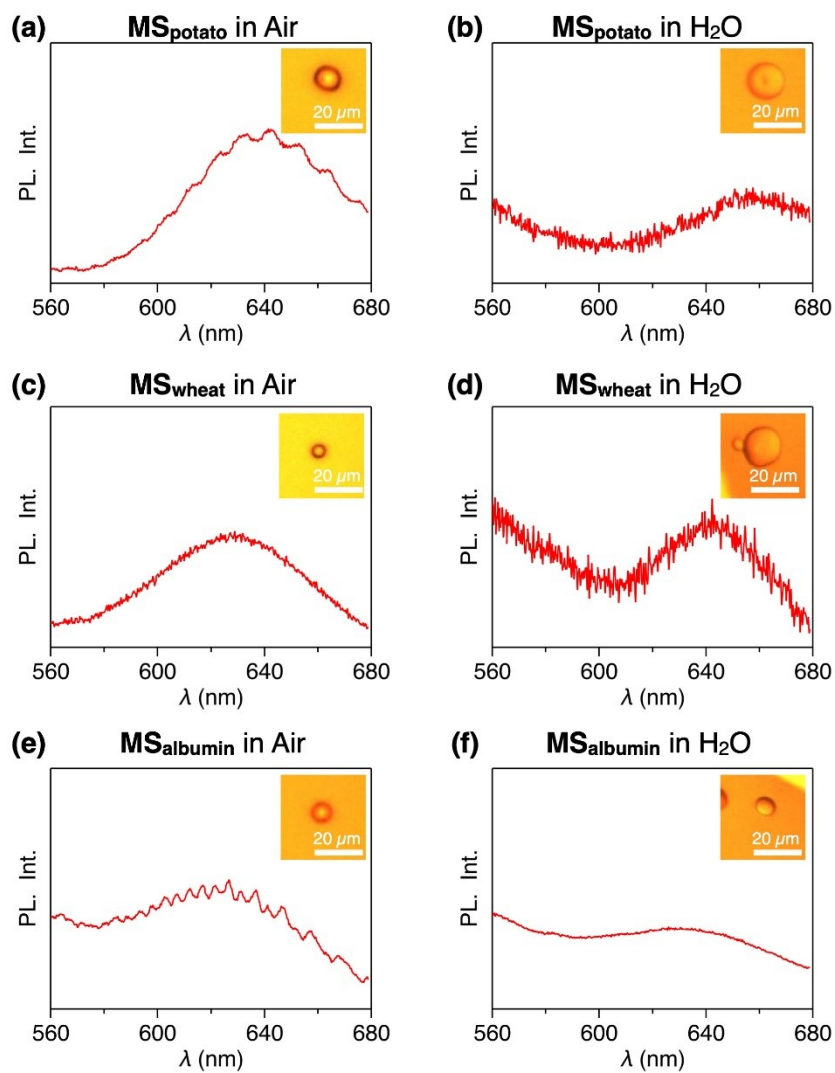 (a) MSpotato in Air
20 μm
PL. Int.
560 600 640 680
λ (nm)
(b) MSpotato in H₂O
20 μm
PL. Int.
560 600 640 680
λ (nm)
(c) MSwheat in Air
20 μm
PL. Int.
560 600 640 680
λ (nm)
(d) MSwheat in H₂O
20 μm
PL. Int.
560 600 640 680
λ (nm)
(e) MSalbumin in Air
20 μm
PL. Int.
560 600 640 680
λ (nm)
(f) MSalbumin in H₂O
20 μm
PL. Int.
560 600 640 680
λ (nm)